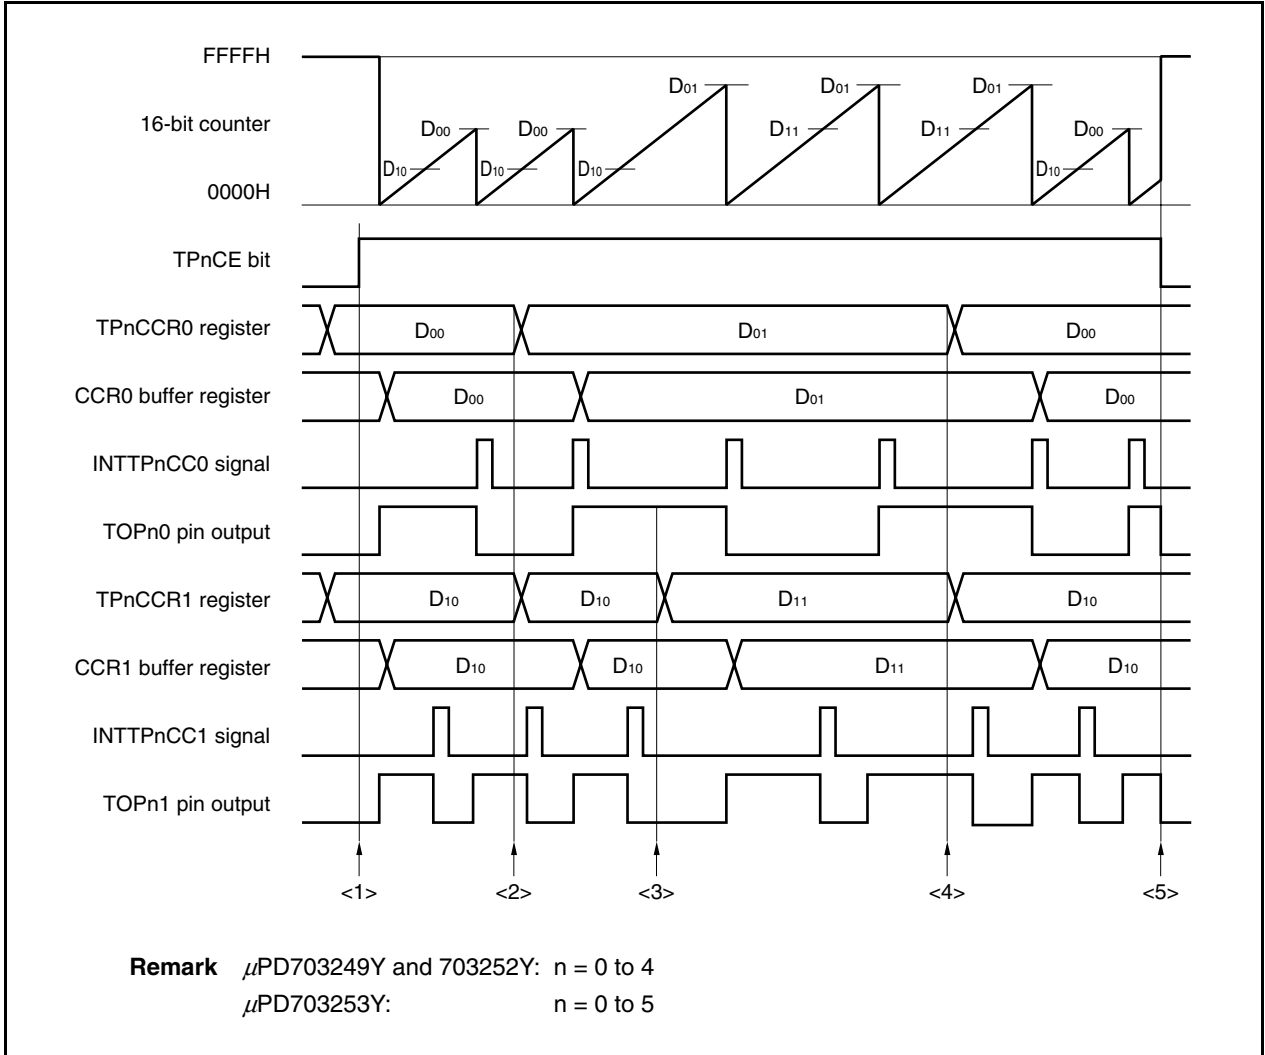 FFFFH
D01 D01 D01
16-bit counter
D00 D00 D11 D11 D00
D10 D10 D10 D10
0000H
TPnCE bit
TPnCCR0 register D00 D01 D00
CCR0 buffer register D00 D01 D00
INTTPnCC0 signal
TOPn0 pin output
TPnCCR1 register D10 D10 D11 D10
CCR1 buffer register D10 D10 D11 D10
INTTPnCC1 signal
TOPn1 pin output
<1> <2> <3> <4> <5>
Remark μPD703249Y and 703252Y: n = 0 to 4
μPD703253Y: n = 0 to 5